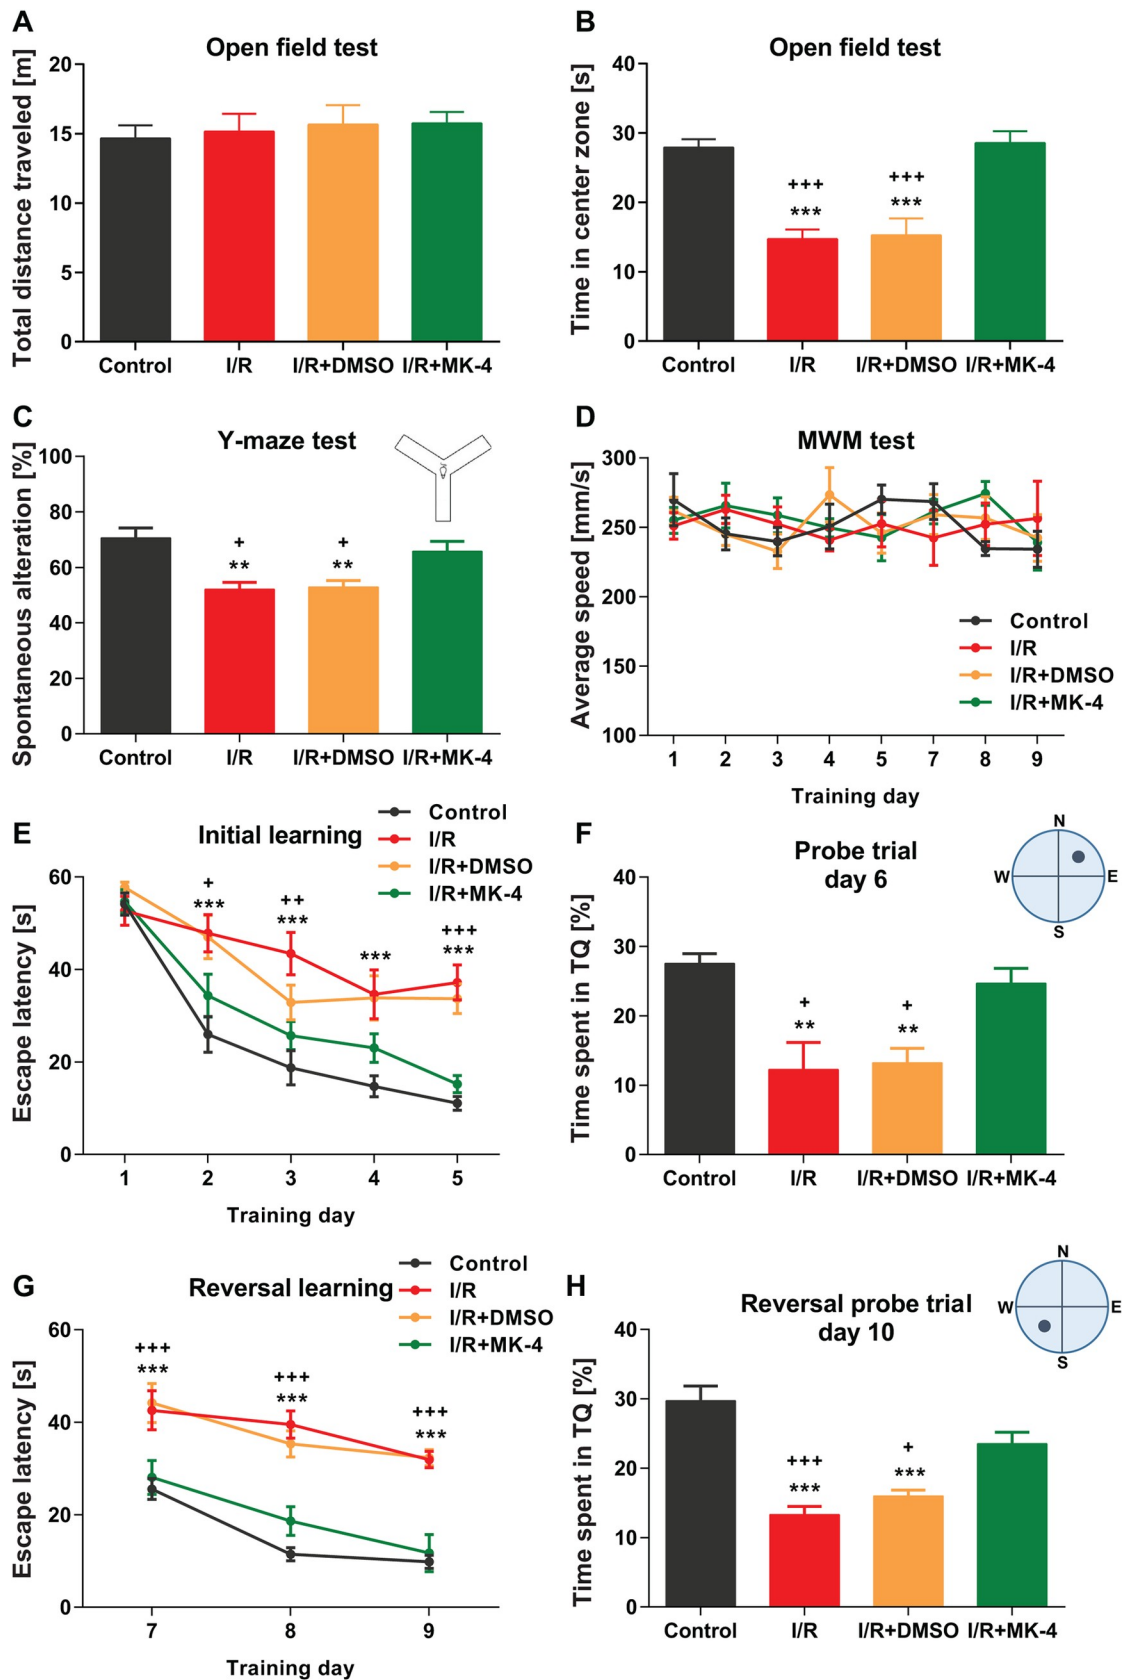 A
Open field test
Total distance traveled [m]
20
15
10
5
0
Control I/R I/R+DMSO I/R+MK-4
B
Open field test
Time in center zone [s]
40
30
20
10
0
+++ +++
*** ***
Control I/R I/R+DMSO I/R+MK-4
C
Y-maze test
Spontaneous alteration [%]
100
80
60
40
20
0
+ +
** **
Control I/R I/R+DMSO I/R+MK-4
D
MWM test
Average speed [mm/s]
300
250
200
150
100
Control
I/R
I/R+DMSO
I/R+MK-4
1 2 3 4 5 7 8 9
Training day
E
Initial learning
Control
I/R
I/R+DMSO
I/R+MK-4
Escape latency [s]
60
40
20
0
+ ++ +++
*** *** *** ***
1 2 3 4 5
Training day
F
Probe trial
day 6
N
W E
S
Time spent in TQ [%]
40
30
20
10
0
+ +
** **
Control I/R I/R+DMSO I/R+MK-4
G
Reversal learning
Control
I/R
I/R+DMSO
I/R+MK-4
Escape latency [s]
60
40
20
0
+++ +++ +++
*** *** ***
7 8 9
Training day
H
Reversal probe trial
day 10
N
W E
S
Time spent in TQ [%]
40
30
20
10
0
+++ +
*** ***
Control I/R I/R+DMSO I/R+MK-4